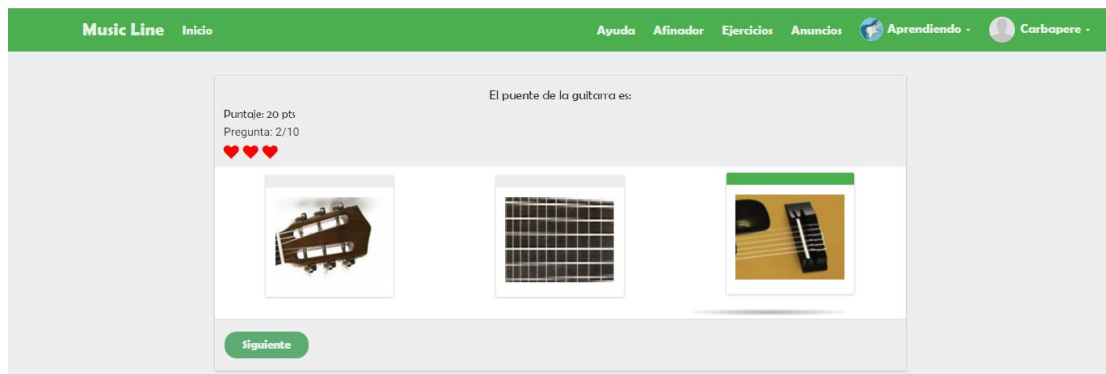 Music Line Inicio Ayuda Afinador Ejercicios Anuncios Aprendiendo Carbapere
El puente de la guitarra es:
Puntaje: 20 pts
Pregunta: 2/10
Siguiente